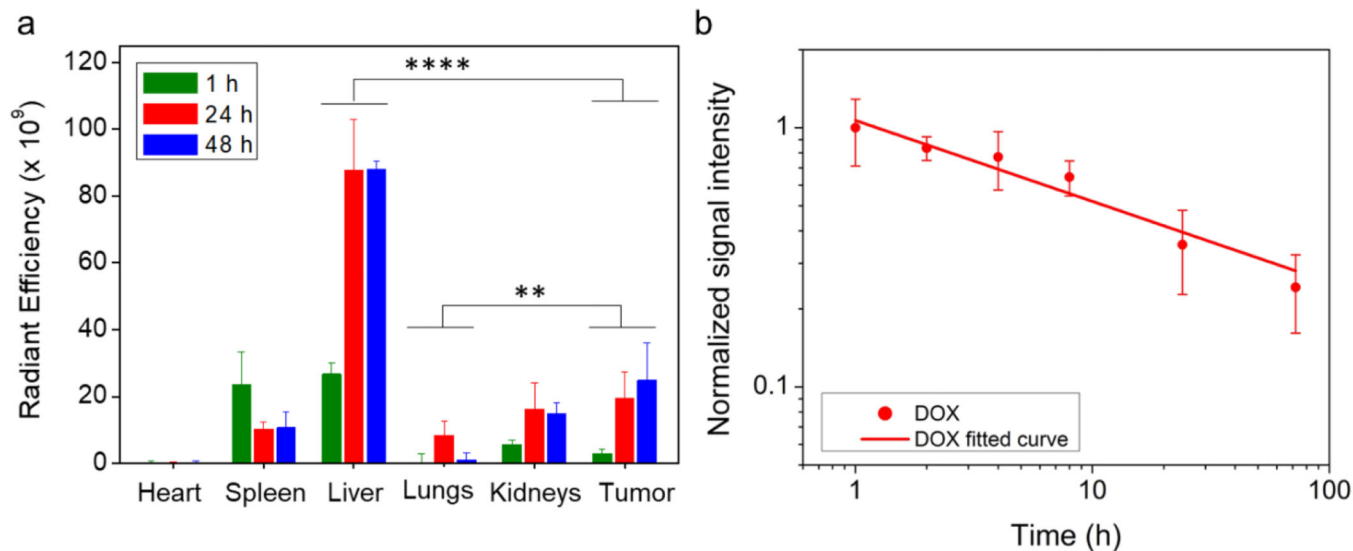 a
Radiant Efficiency (x 10⁹)
120
100
80
60
40
20
0
1 h
24 h
48 h
****
**
Heart Spleen Liver Lungs Kidneys Tumor
b
Normalized signal intensity
1
1
0.1
DOX
DOX fitted curve
1 10 100
Time (h)